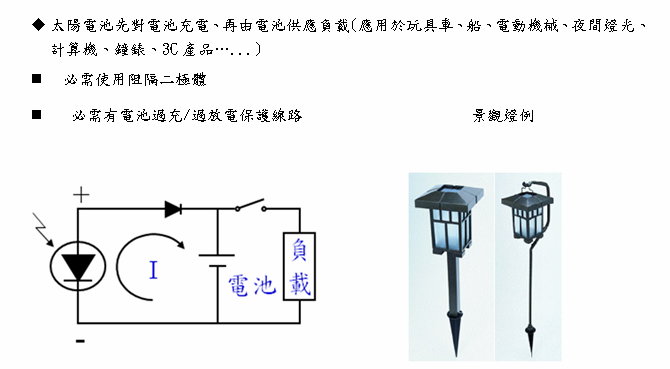 ◆ 太陽電池先對電池充電、再由電池供應負載(應用於玩具車、船、電動機械、夜間燈光、
計算機、鐘錶、3C產品…...)
■ 必需使用阻隔二極體
■ 必需有電池過充/過放電保護線路 景觀燈例
+
I
電池
負
載
-